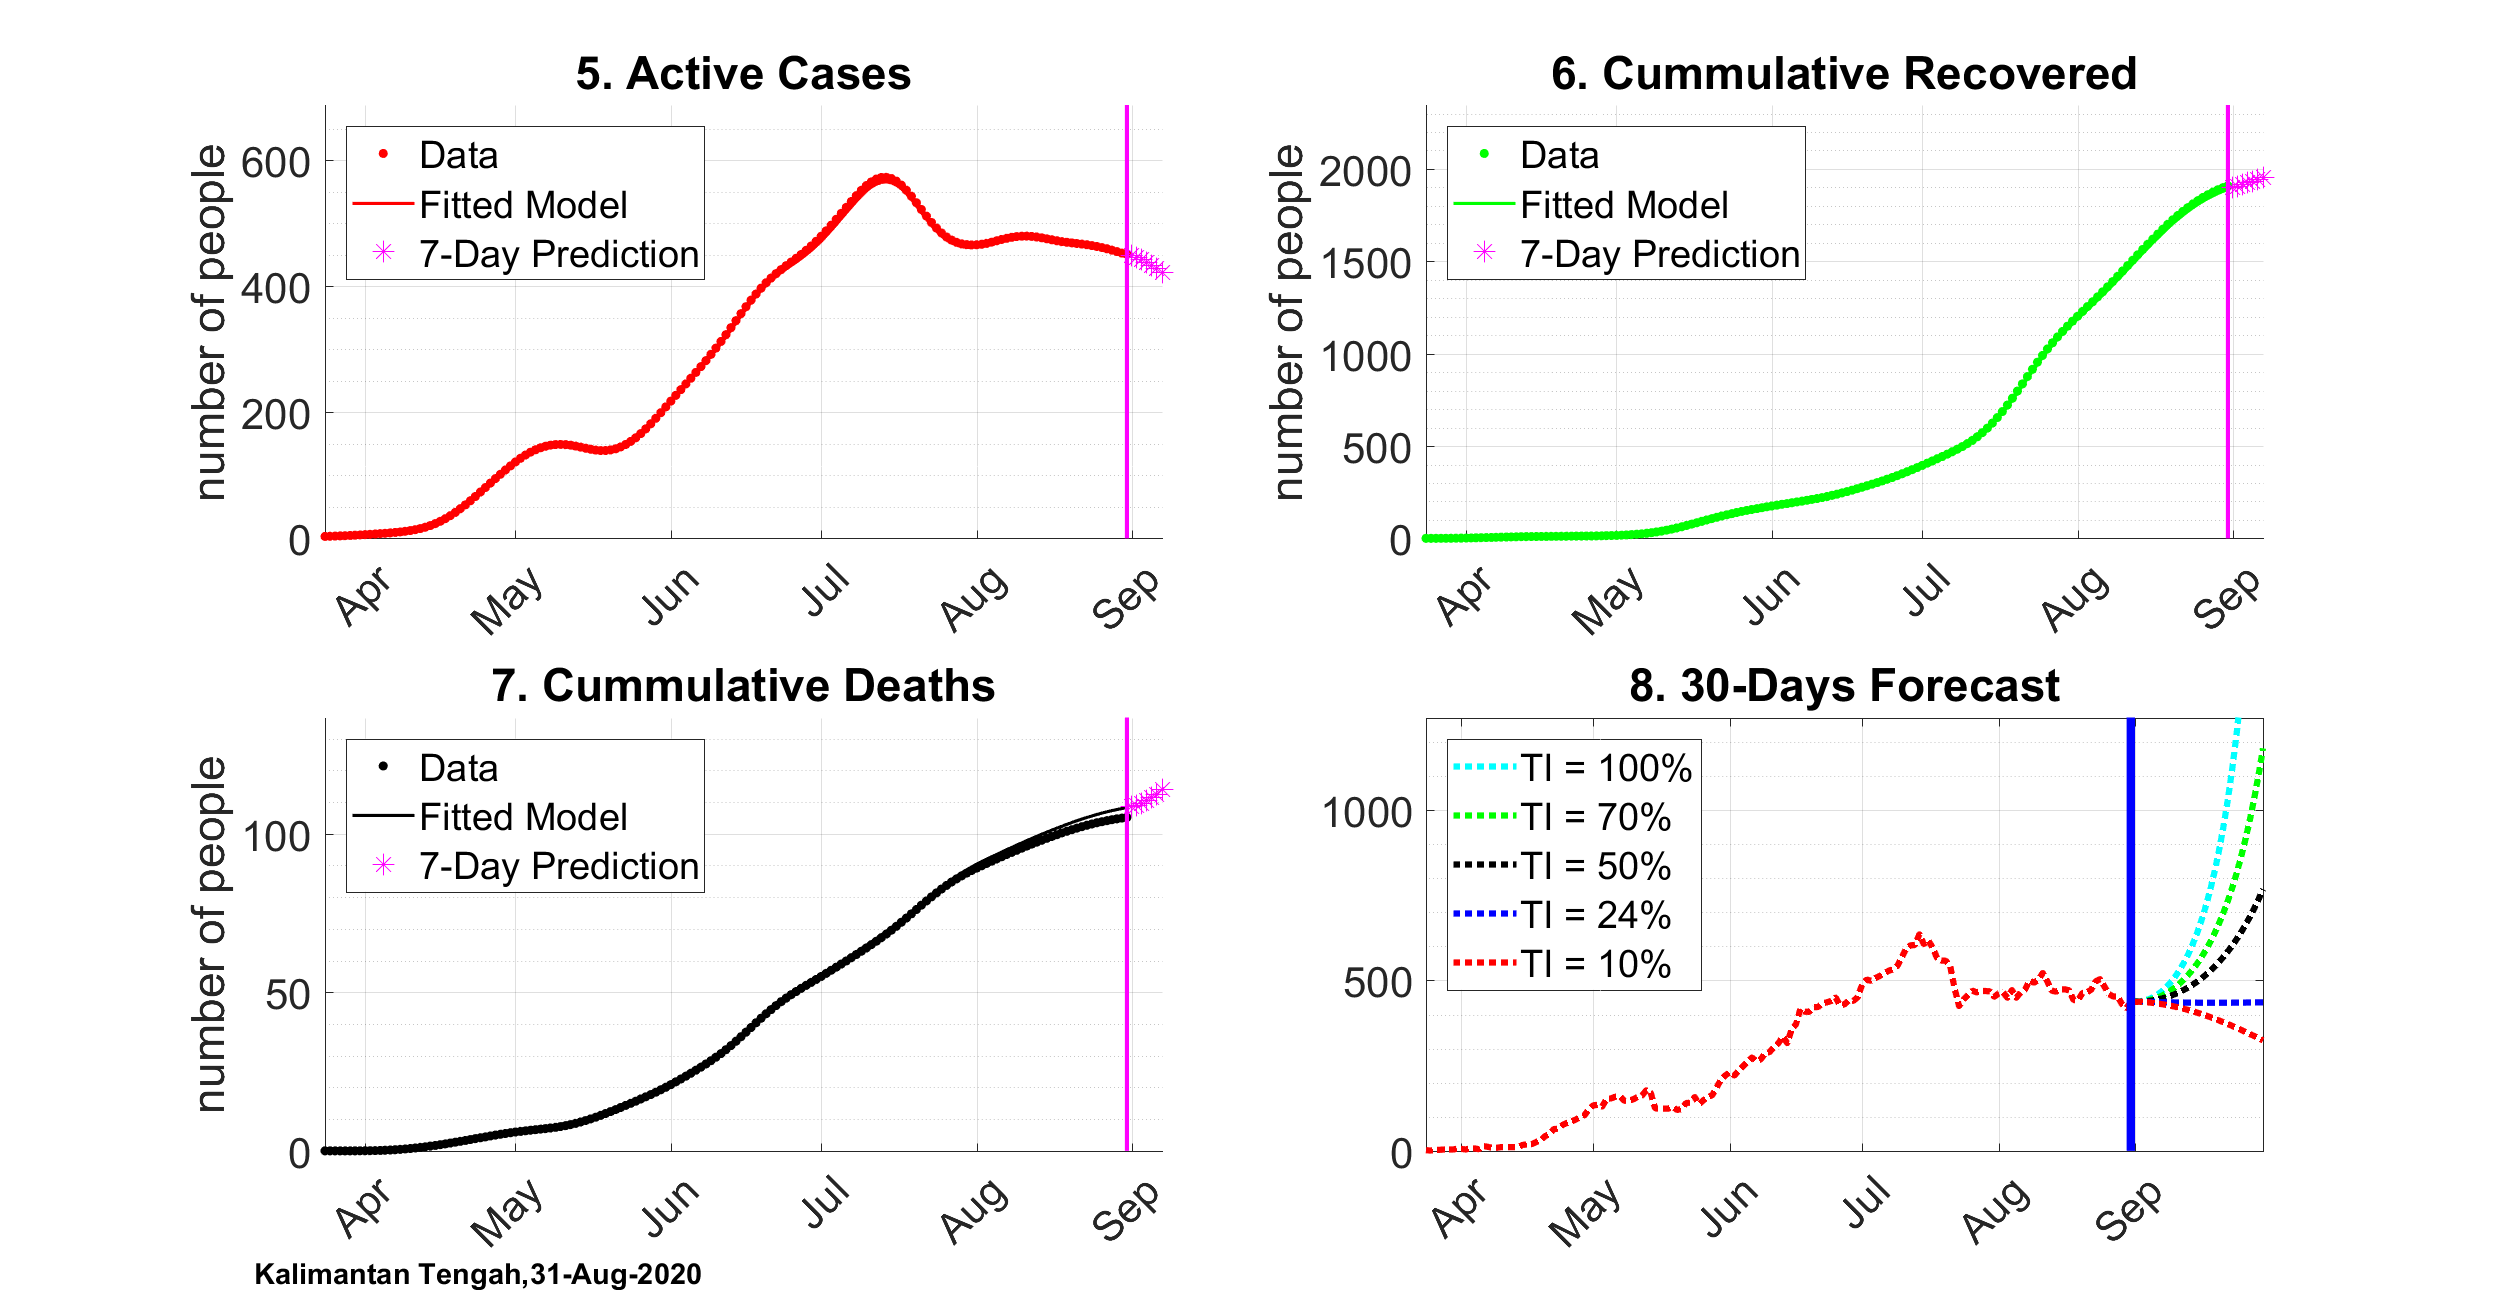 5. Active Cases
number of people
600
400
200
0
Data
Fitted Model
7-Day Prediction
Apr
May
Jun
Jul
Aug
Sep
6. Cummulative Recovered
number of people
2000
1500
1000
500
0
Data
Fitted Model
7-Day Prediction
Apr
May
Jun
Jul
Aug
Sep
7. Cummulative Deaths
number of people
100
50
0
Data
Fitted Model
7-Day Prediction
Apr
May
Jun
Jul
Aug
Sep
8. 30-Days Forecast
1000
500
0
TI = 100%
TI = 70%
TI = 50%
TI = 24%
TI = 10%
Apr
May
Jun
Jul
Aug
Sep
Kalimantan Tengah,31-Aug-2020